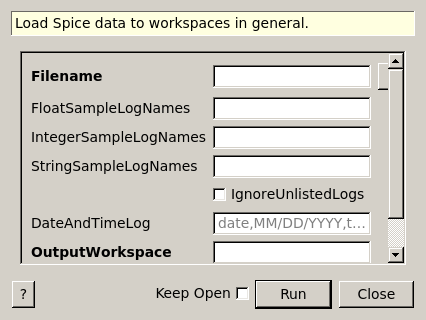 Load Spice data to workspaces in general.
Filename
FloatSampleLogNames
IntegerSampleLogNames
StringSampleLogNames
IgnoreUnlistedLogs
DateAndTimeLog date,MM/DD/YYYY,t...
OutputWorkspace
? Keep Open Run Close